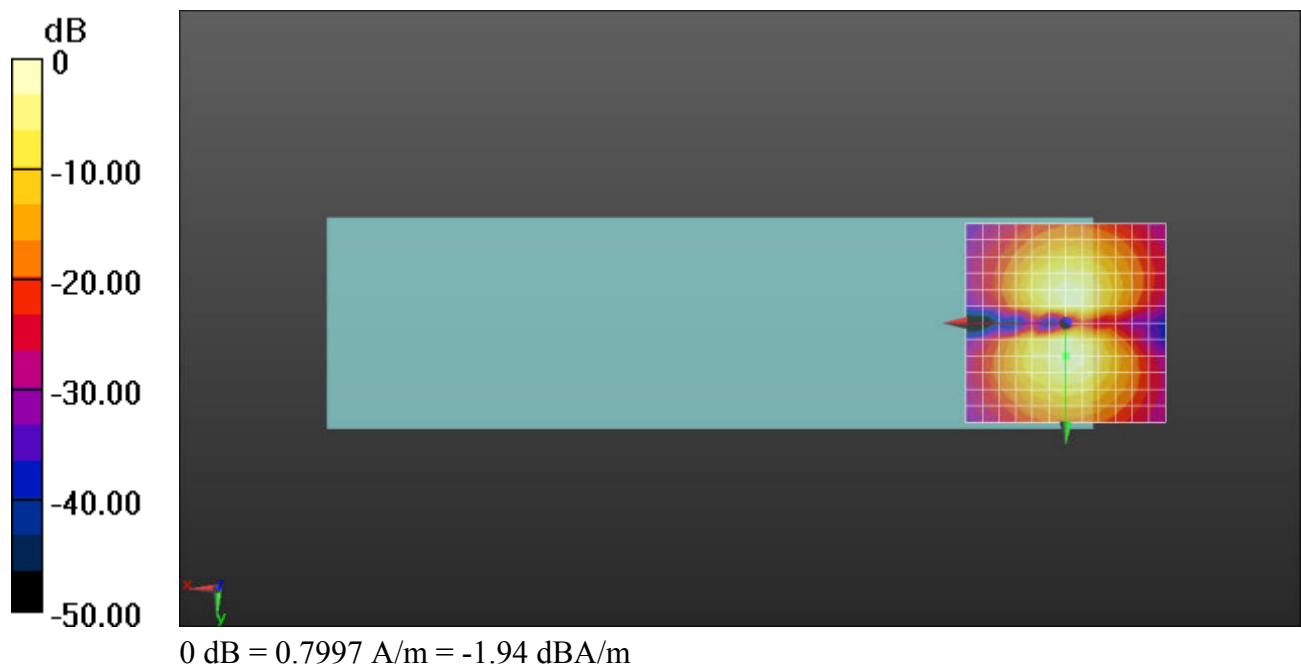 dB
0
-10.00
-20.00
-30.00
-40.00
-50.00
x
z
y
0 dB = 0.7997 A/m = -1.94 dBA/m